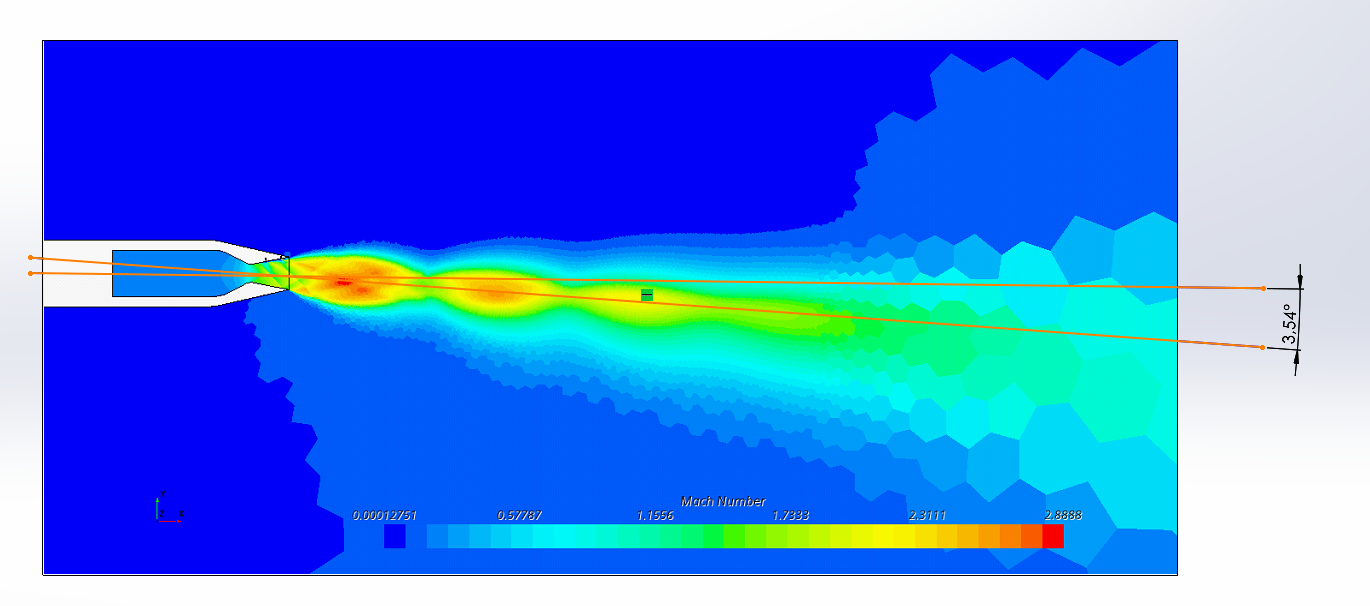 3,54°
Mach Number
0.00012751 0.57787 1.1556 1.7333 2.3111 2.8888
Y
Z X